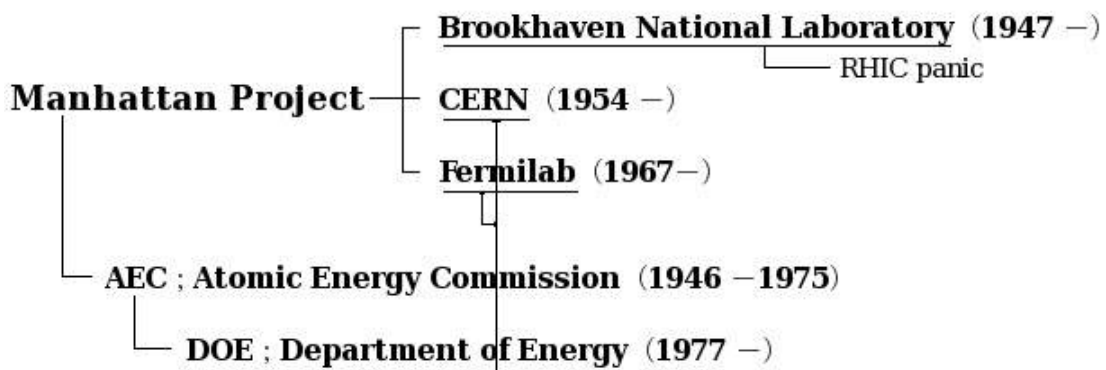 Brookhaven National Laboratory (1947 –)
RHIC panic
Manhattan Project
CERN (1954 –)
Fermilab (1967–)
AEC ; Atomic Energy Commission (1946 –1975)
DOE ; Department of Energy (1977 –)